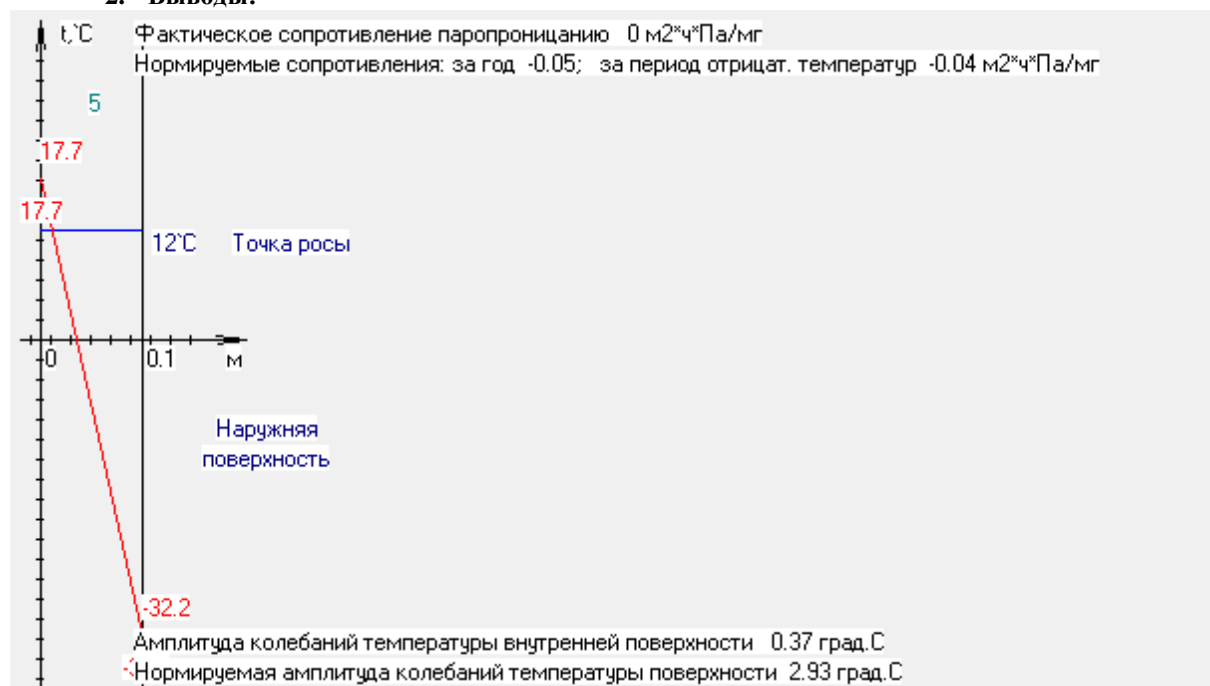 2. Выводы:
t,°C
Фактическое сопротивление паропроницанию 0 м2*ч*Па/мг
Нормируемые сопротивления: за год -0.05; за период отрицат. температур -0.04 м2*ч*Па/мг
5
17.7
17.7
12°C Точка росы
0 0.1 м
Наружняя
поверхность
-32.2
Амплитуда колебаний температуры внутренней поверхности 0.37 град.С
Нормируемая амплитуда колебаний температуры поверхности 2.93 град.С